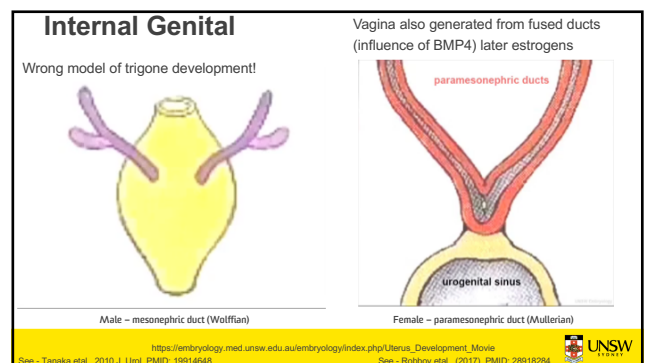 Internal Genital
Wrong model of trigone development!
Vagina also generated from fused ducts
(influence of BMP4) later estrogens
paramesonephric ducts
urogenital sinus
Male – mesonephric duct (Wolffian)
Female – paramesonephric duct (Mullerian)
https://embryology.med.unsw.edu.au/embryology/index.php/Uterus_Development_Movie
See - Tanaka etal., 2010 J. Urol. PMID: 19914648
See - Robboy etal., (2017). PMID: 28918284
UNSW
SYDNEY